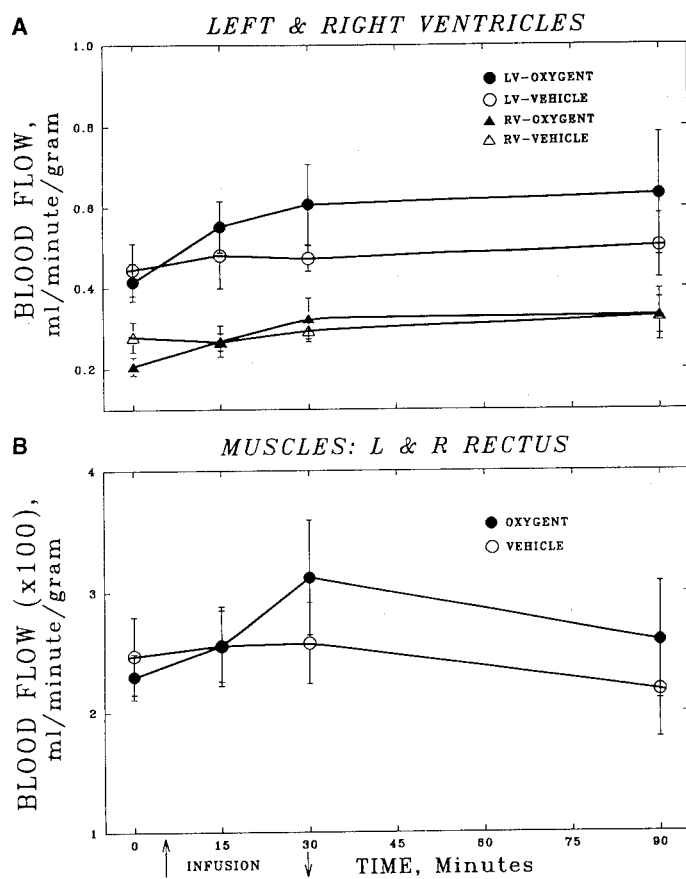 A
LEFT & RIGHT VENTRICLES
BLOOD FLOW,
ml/minute/gram
1.0
0.8
0.6
0.4
0.2
LV-OXYGENT
LV-VEHICLE
RV-OXYGENT
RV-VEHICLE
B
MUSCLES: L & R RECTUS
BLOOD FLOW (x100),
ml/minute/gram
4
3
2
1
OXYGENT
VEHICLE
0 15 30 45 60 75 90
INFUSION
TIME, Minutes